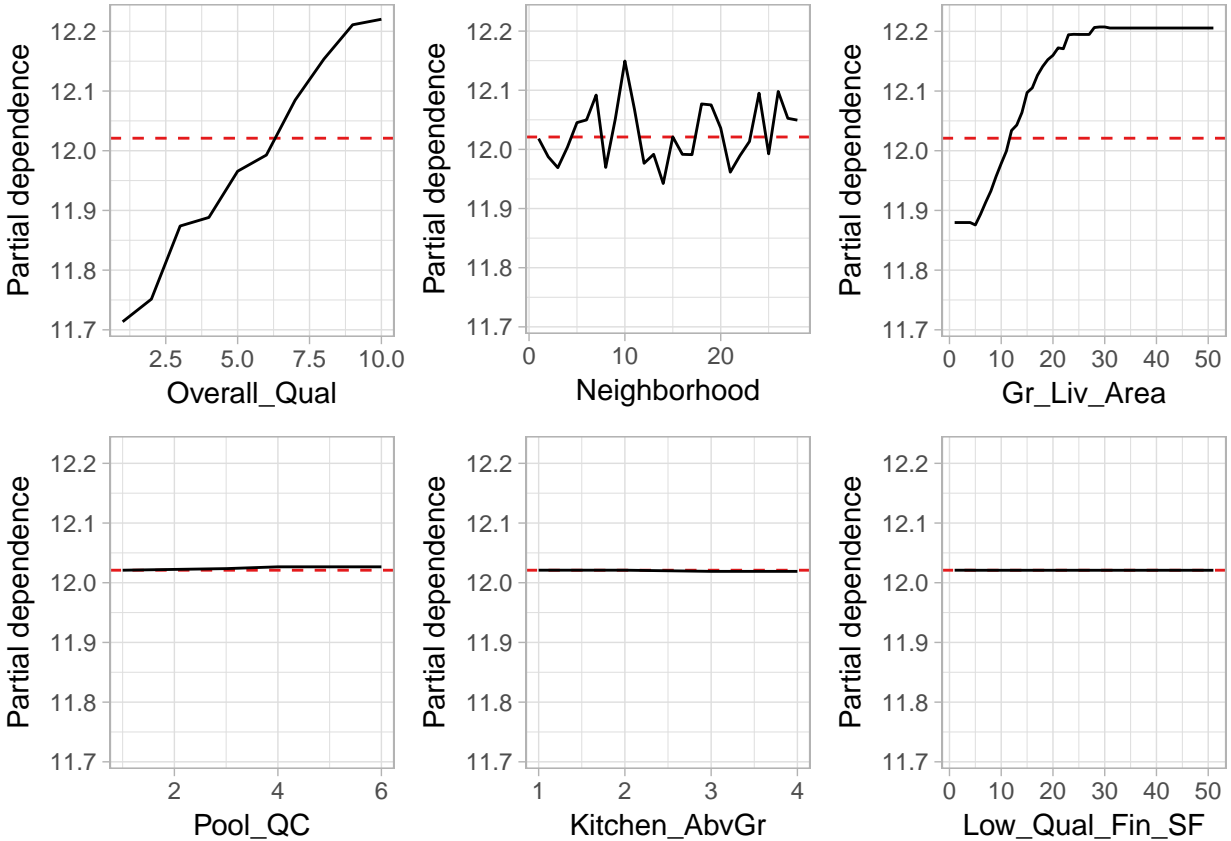 Partial dependence
12.2
12.1
12.0
11.9
11.8
11.7
2.5 5.0 7.5 10.0
Overall_Qual
Partial dependence
12.2
12.1
12.0
11.9
11.8
11.7
0 10 20
Neighborhood
Partial dependence
12.2
12.1
12.0
11.9
11.8
11.7
0 10 20 30 40 50
Gr_Liv_Area
Partial dependence
12.2
12.1
12.0
11.9
11.8
11.7
2 4 6
Pool_QC
Partial dependence
12.2
12.1
12.0
11.9
11.8
11.7
1 2 3 4
Kitchen_AbvGr
Partial dependence
12.2
12.1
12.0
11.9
11.8
11.7
0 10 20 30 40 50
Low_Qual_Fin_SF